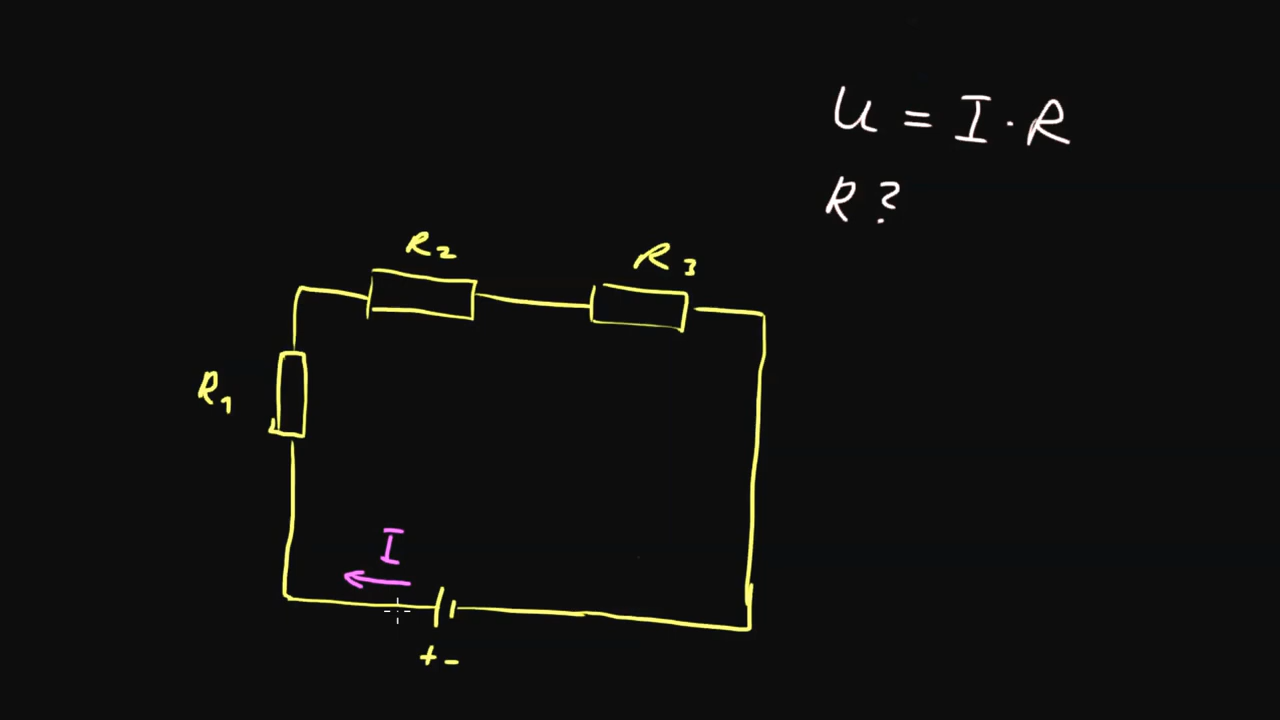 U = I · R
R ?
R₂
R₃
R₁
I
+ -